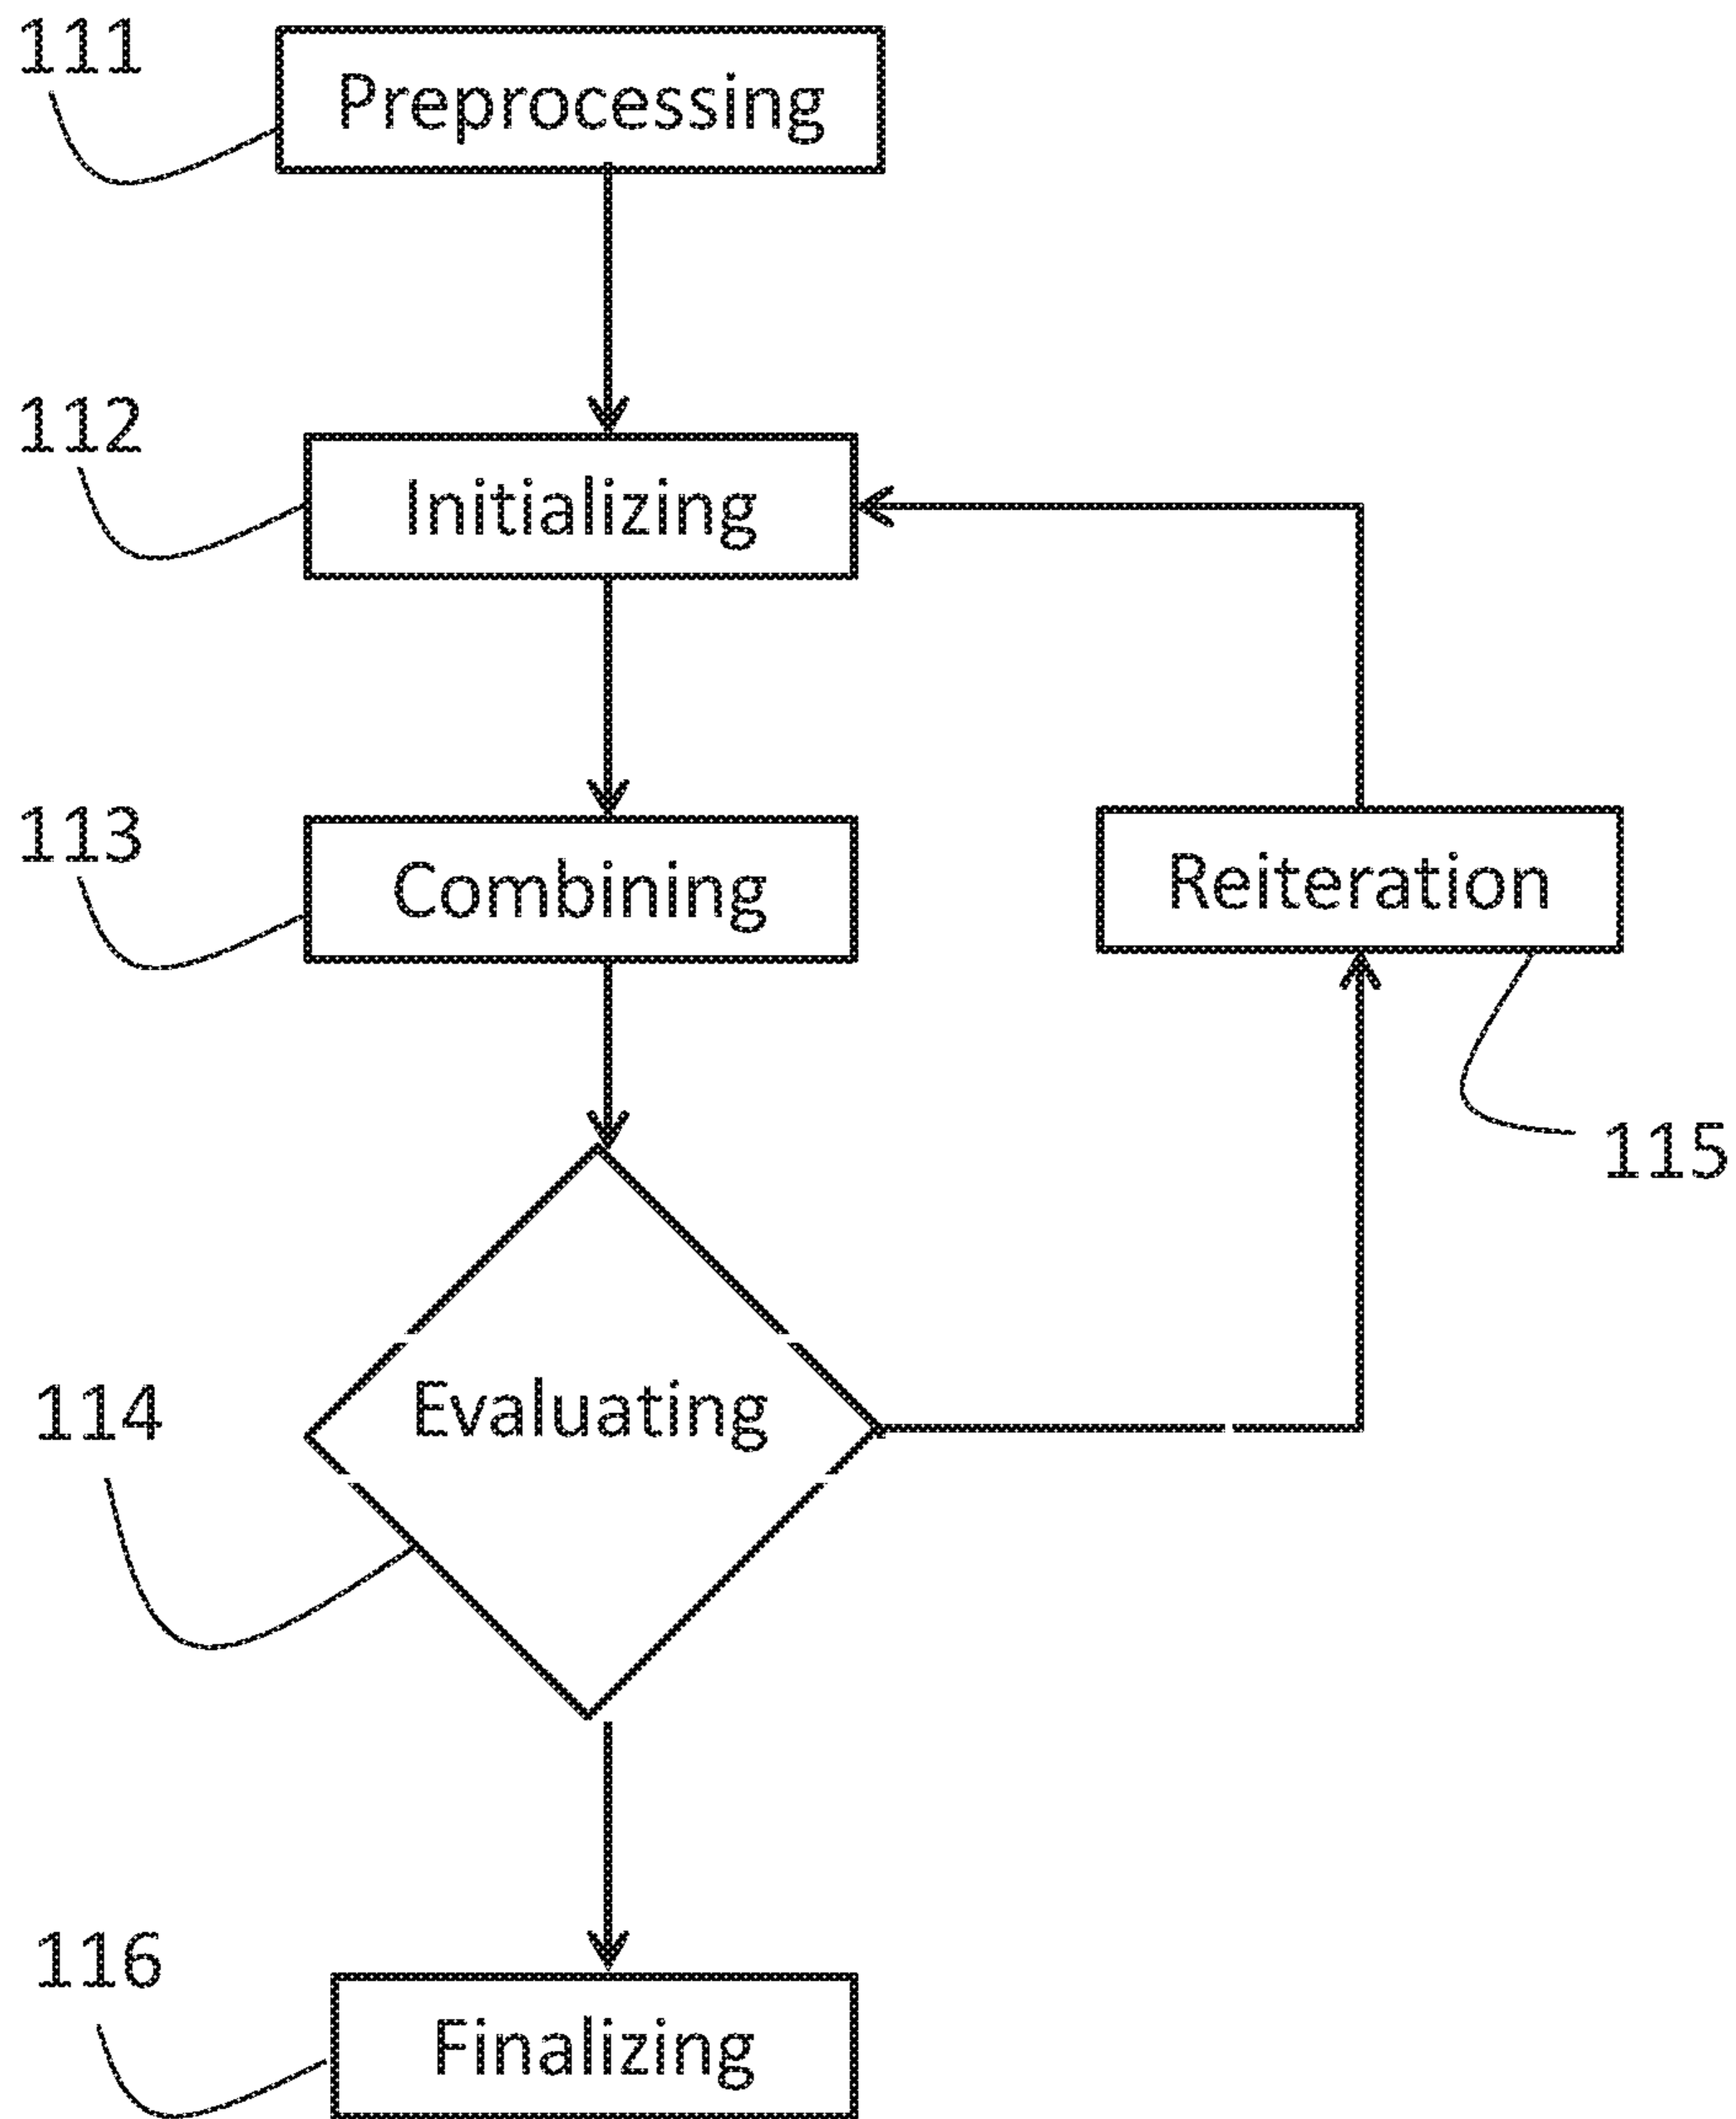 111
Preprocessing
112
Initializing
113
Combining
Reiteration
115
114
Evaluating
116
Finalizing